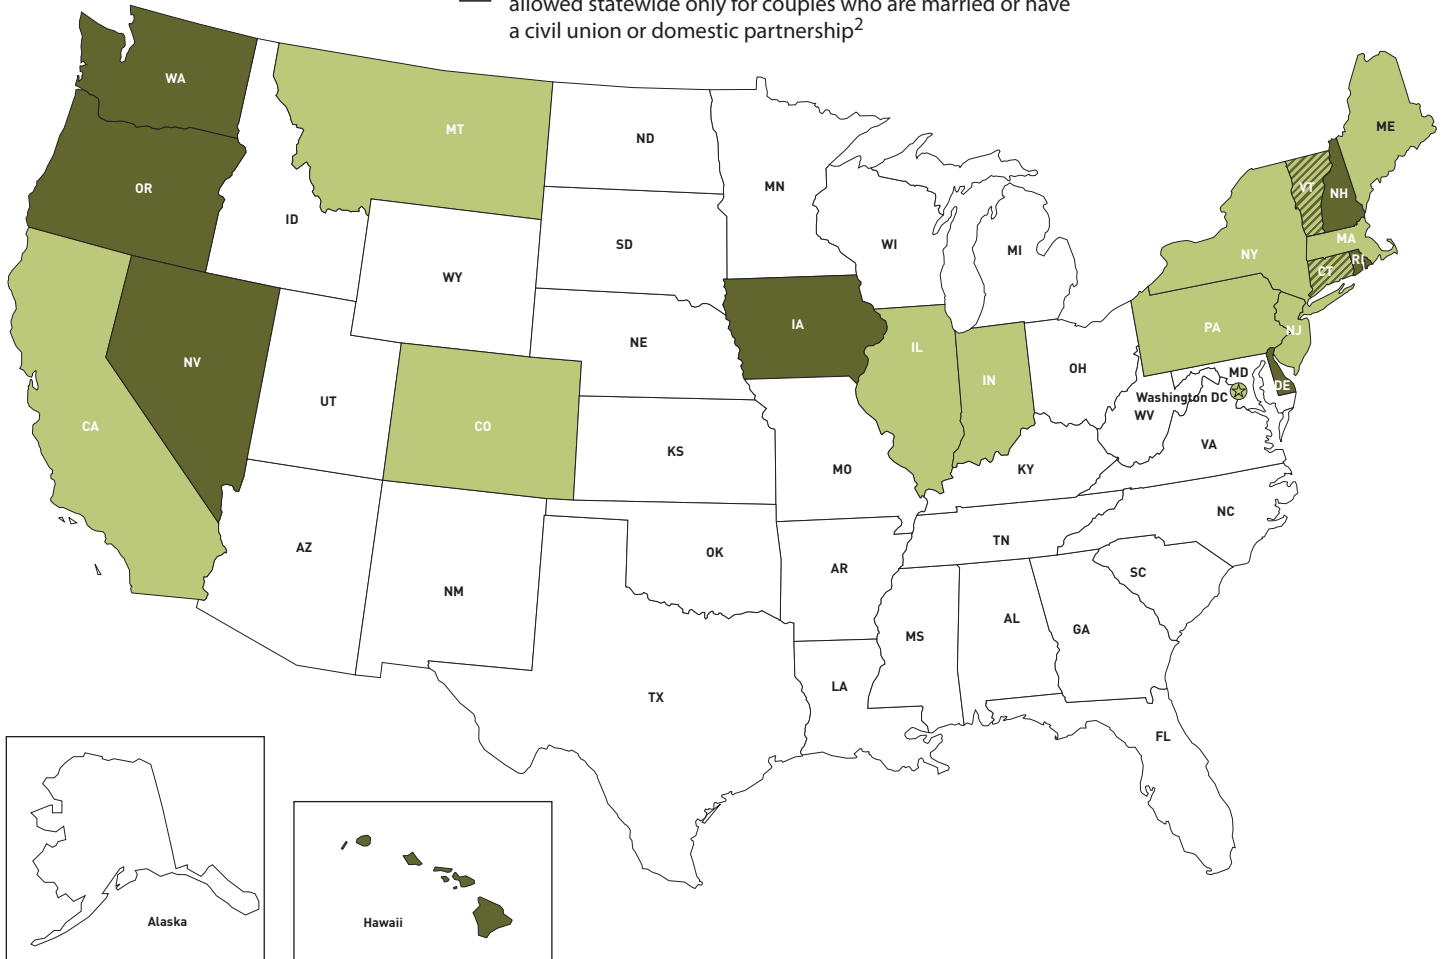 allowed statewide only for couples who are married or have
a civil union or domestic partnership2
WA
MT
ND
MN
ME
OR
ID
SD
WI
MI
VT
NH
NY
MA
WY
CT
RI
NV
NE
IA
IL
IN
OH
PA
NJ
CA
UT
CO
KS
MO
KY
WV
MD
Washington DC
DE
VA
AZ
NM
OK
AR
TN
NC
SC
TX
LA
MS
AL
GA
FL
Alaska
Hawaii